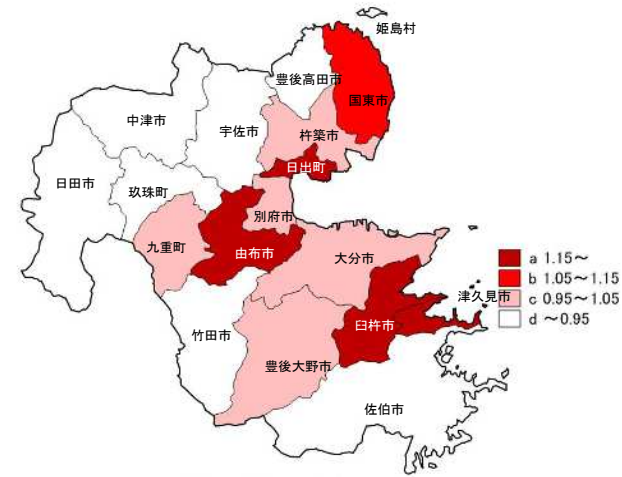 姫島村
豊後高田市
国東市
中津市
宇佐市
杵築市
日出町
日田市
玖珠町
別府市
九重町
由布市
大分市
a 1.15～
b 1.05～1.15
津久見市
c 0.95～1.05
d ～0.95
臼杵市
竹田市
豊後大野市
佐伯市